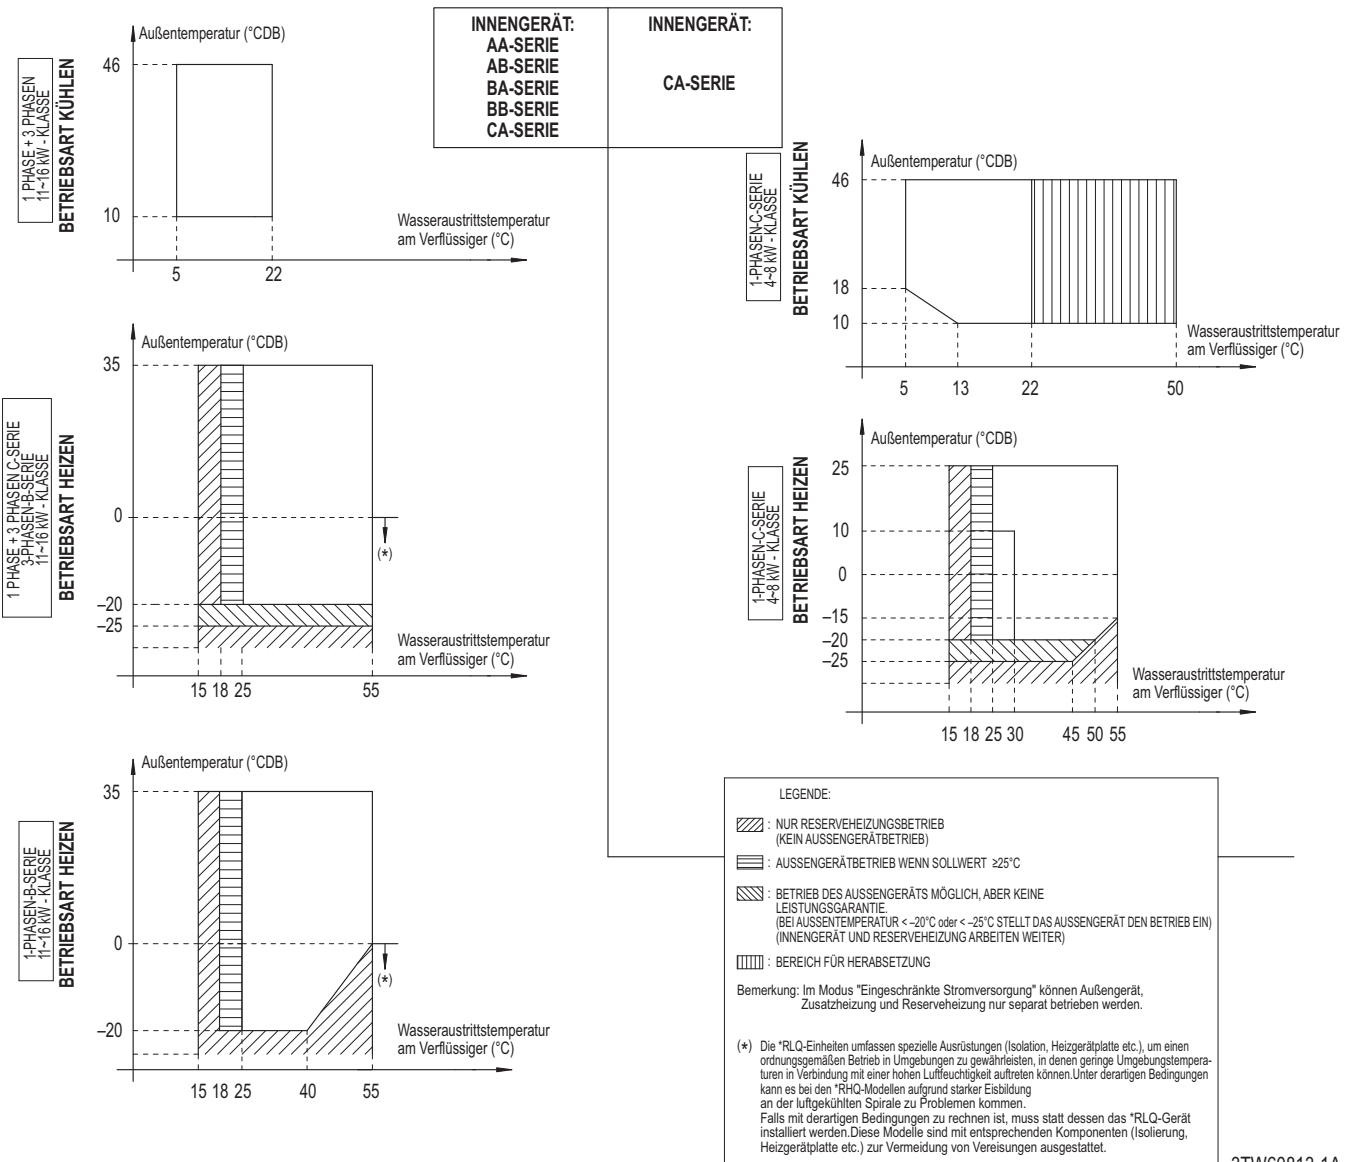 INNENGERÄT:
AA-SERIE
AB-SERIE
BA-SERIE
BB-SERIE
CA-SERIE
INNENGERÄT:
CA-SERIE
1 PHASE + 3 PHASEN
11~16 kW - KLASSE
BETRIEBSART KÜHLEN
Außentemperatur (°CDB)
46
10
5
22
Wasseraustrittstemperatur
am Verflüssiger (°C)
1 PHASE + 3 PHASEN C-SERIE
3-PHASEN-B-SERIE
11~16 kW - KLASSE
BETRIEBSART HEIZEN
Außentemperatur (°CDB)
35
0
(*)
–20
–25
Wasseraustrittstemperatur
am Verflüssiger (°C)
15 18 25 55
1-PHASEN-B-SERIE
11~16 kW - KLASSE
BETRIEBSART HEIZEN
Außentemperatur (°CDB)
35
0
(*)
–20
Wasseraustrittstemperatur
am Verflüssiger (°C)
15 18 25 40 55
1-PHASEN-C-SERIE
4~8 kW - KLASSE
BETRIEBSART KÜHLEN
Außentemperatur (°CDB)
46
18
10
Wasseraustrittstemperatur
am Verflüssiger (°C)
5 13 22 50
1-PHASEN-C-SERIE
4~8 kW - KLASSE
BETRIEBSART HEIZEN
Außentemperatur (°CDB)
25
10
0
–15
–20
–25
Wasseraustrittstemperatur
am Verflüssiger (°C)
15 18 25 30 45 50 55
LEGENDE:
: NUR RESERVEHEIZUNGSBETRIEB
(KEIN AUSSENGERÄTBETRIEB)
: AUSSENGERÄTBETRIEB WENN SOLLWERT ≥25°C
: BETRIEB DES AUSSENGERÄTS MÖGLICH, ABER KEINE
LEISTUNGSGARANTIE.
(BEI AUSSENTEMPERATUR < –20°C oder < –25°C STELLT DAS AUSSENGERÄT DEN BETRIEB EIN)
(INNENGERÄT UND RESERVEHEIZUNG ARBEITEN WEITER)
: BEREICH FÜR HERABSETZUNG
Bemerkung: Im Modus "Eingeschränkte Stromversorgung" können Außengerät,
Zusatzheizung und Reserveheizung nur separat betrieben werden.
(*) Die *RLQ-Einheiten umfassen spezielle Ausrüstungen (Isolation, Heizgerätplatte etc.), um einen
ordnungsgemäßen Betrieb in Umgebungen zu gewährleisten, in denen geringe Umgebungstempera-
turen in Verbindung mit einer hohen Luftfeuchtigkeit auftreten können.Unter derartigen Bedingungen
kann es bei den *RHQ-Modellen aufgrund starker Eisbildung
an der luftgekühlten Spirale zu Problemen kommen.
Falls mit derartigen Bedingungen zu rechnen ist, muss statt dessen das *RLQ-Gerät
installiert werden.Diese Modelle sind mit entsprechenden Komponenten (Isolierung,
Heizgerätplatte etc.) zur Vermeidung von Vereisungen ausgestattet.